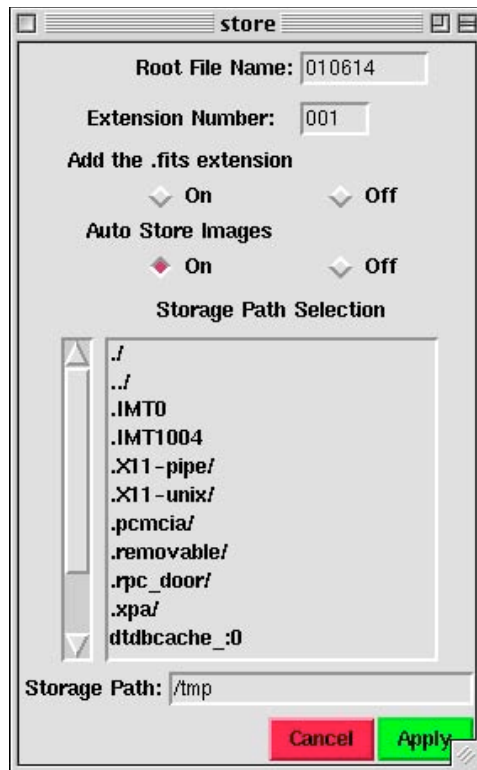 store
Root File Name: 010614
Extension Number: 001
Add the .fits extension
On Off
Auto Store Images
On Off
Storage Path Selection
./
../
.IMT0
.IMT1004
.X11-pipe/
.X11-unix/
.pcmcia/
.removable/
.rpc_door/
.xpa/
dtdbcache_:0
Storage Path: /tmp
Cancel Apply